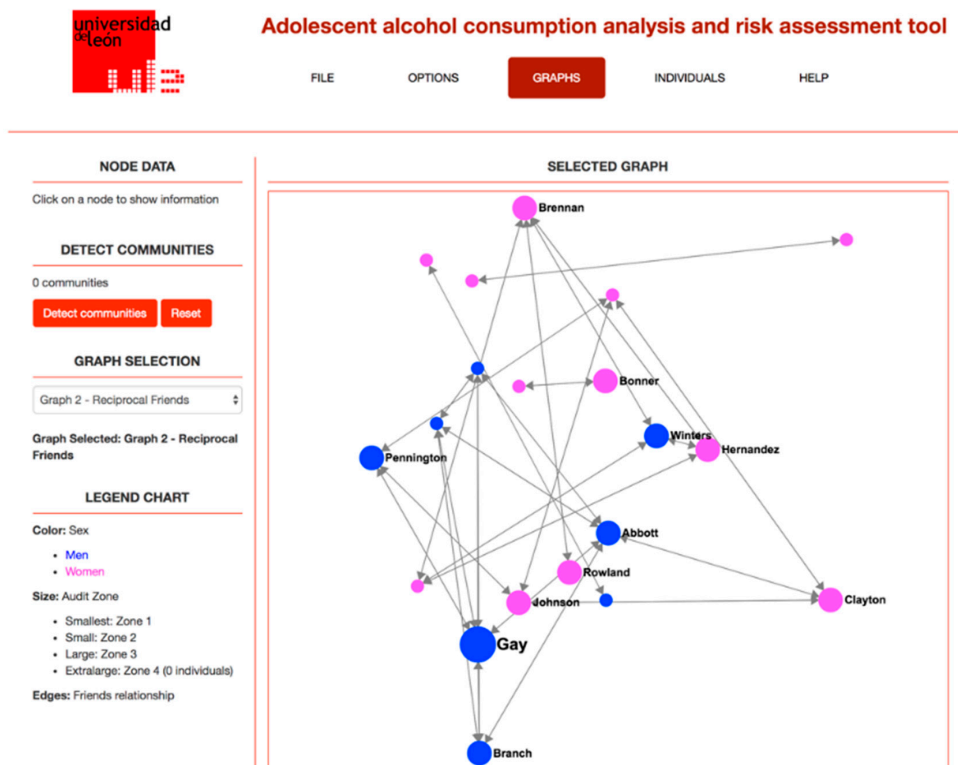 universidad
de león
Adolescent alcohol consumption analysis and risk assessment tool
FILE
OPTIONS
GRAPHS
INDIVIDUALS
HELP
NODE DATA
Click on a node to show information
DETECT COMMUNITIES
0 communities
Detect communities
Reset
GRAPH SELECTION
Graph 2 - Reciprocal Friends
Graph Selected: Graph 2 - Reciprocal
Friends
LEGEND CHART
Color: Sex
• Men
• Women
Size: Audit Zone
• Smallest: Zone 1
• Small: Zone 2
• Large: Zone 3
• Extralarge: Zone 4 (0 individuals)
Edges: Friends relationship
SELECTED GRAPH
Brennan
Bonner
Winters
Hernandez
Pennington
Abbott
Rowland
Johnson
Clayton
Gay
Branch